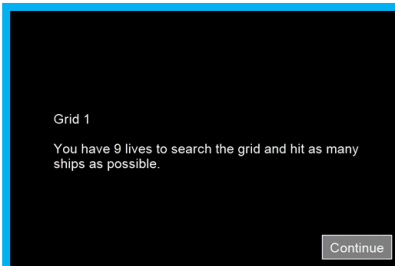 Grid 1
You have 9 lives to search the grid and hit as many
ships as possible.
Continue